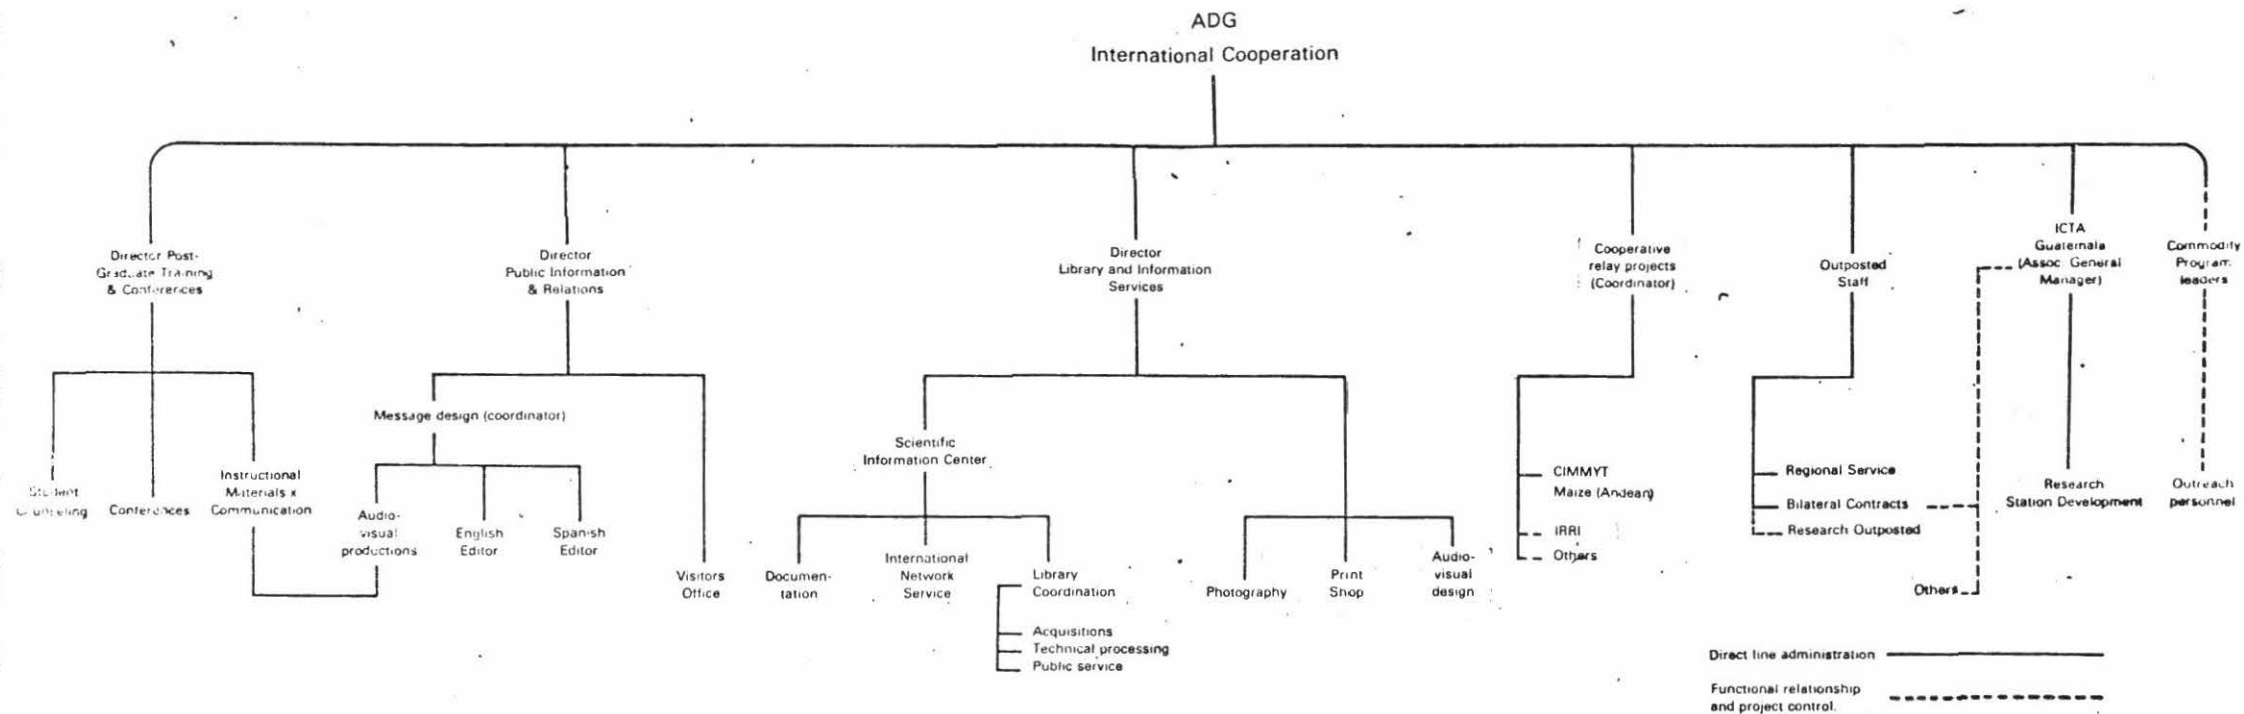 ADG
International Cooperation
Director Post-
Graduate Training
& Conferences
Director
Public Information
& Relations
Director
Library and Information
Services
Cooperative
relay projects
(Coordinator)
Outposted
Staff
ICTA
Guatemala
(Assoc. General
Manager)
Commodity
Program
leaders
Message design (coordinator)
Scientific
Information Center
Student
Counseling
Conferences
Instructional
Materials x
Communication
Audio-
visual
productions
English
Editor
Spanish
Editor
Visitors
Office
Documen-
tation
International
Network
Service
Library
Coordination
Acquisitions
Technical processing
Public service
Photography
Print
Shop
Audio-
visual
design
CIMMYT
Maize (Andean)
IRRI
Others
Regional Service
Bilateral Contracts
Research Outposted
Others
Research
Station Development
Outreach
personnel
Direct line administration
Functional relationship
and project control.